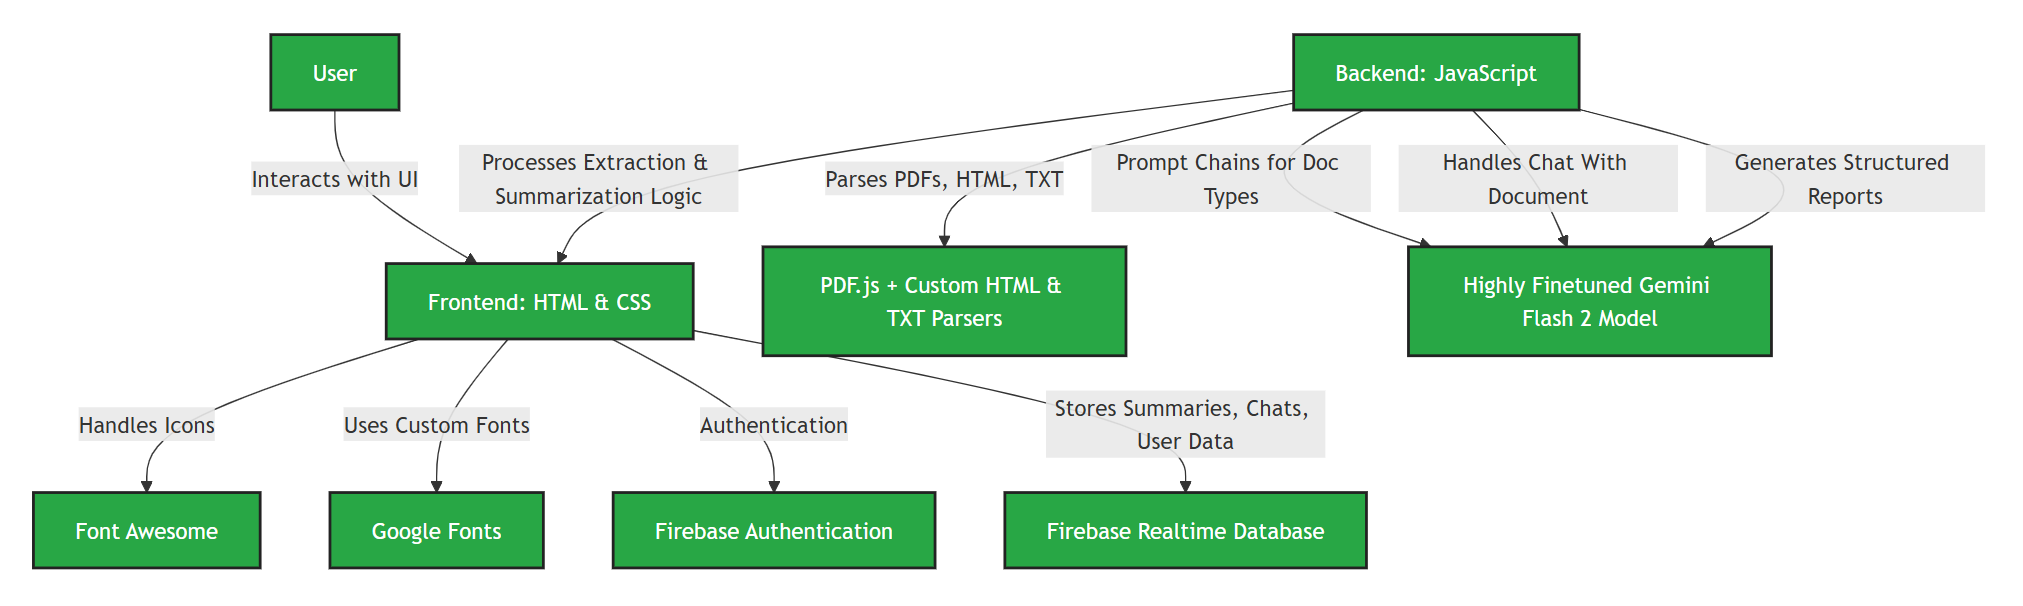 User
Backend: JavaScript
Interacts with UI
Processes Extraction &
Summarization Logic
Parses PDFs, HTML, TXT
Prompt Chains for Doc
Types
Handles Chat With
Document
Generates Structured
Reports
Frontend: HTML & CSS
PDF.js + Custom HTML &
TXT Parsers
Highly Finetuned Gemini
Flash 2 Model
Handles Icons
Uses Custom Fonts
Authentication
Stores Summaries, Chats,
User Data
Font Awesome
Google Fonts
Firebase Authentication
Firebase Realtime Database